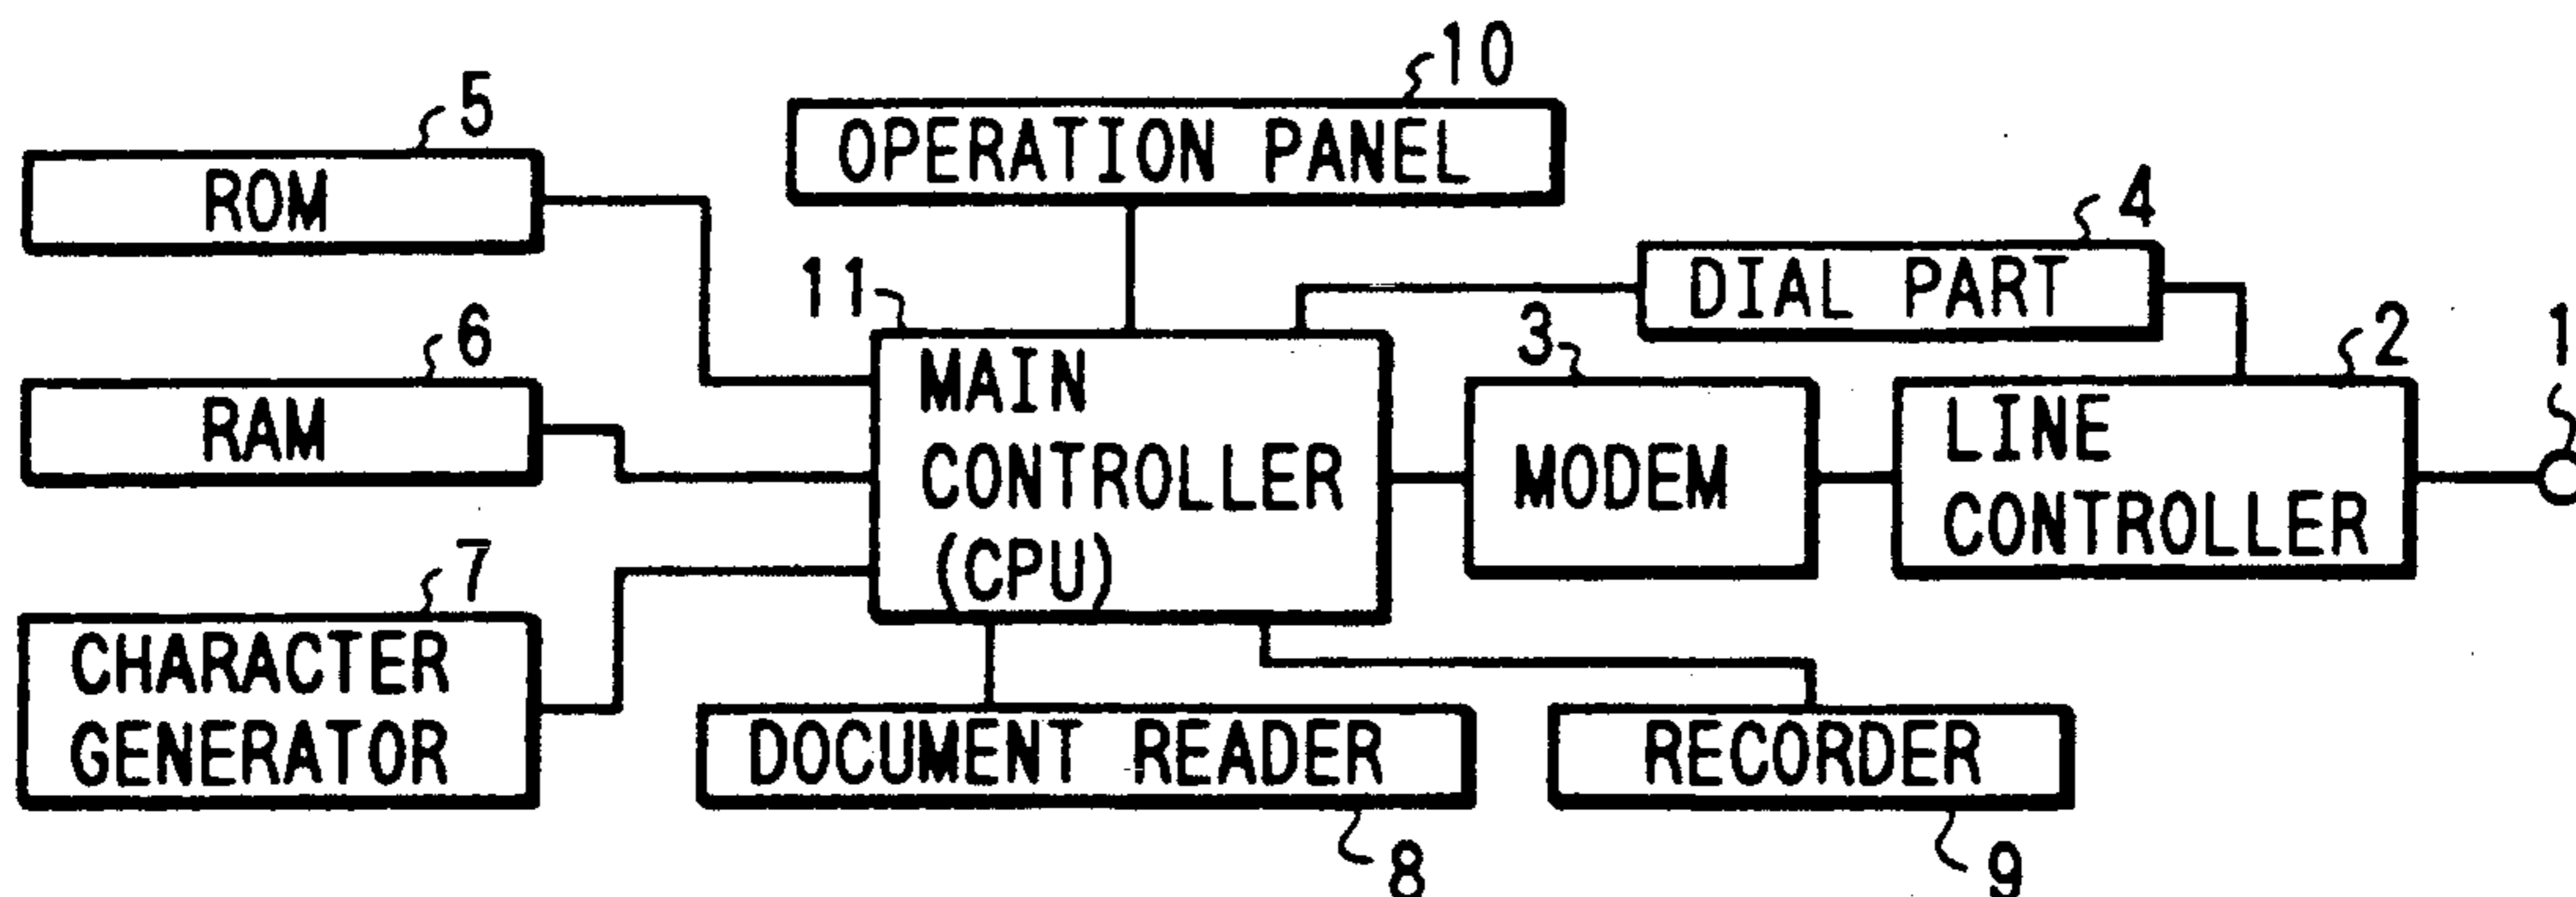 10
5
OPERATION PANEL
ROM
4
11
DIAL PART
6
3
2
1
MAIN
CONTROLLER
(CPU)
RAM
MODEM
LINE
CONTROLLER
7
CHARACTER
GENERATOR
DOCUMENT READER
RECORDER
8
9